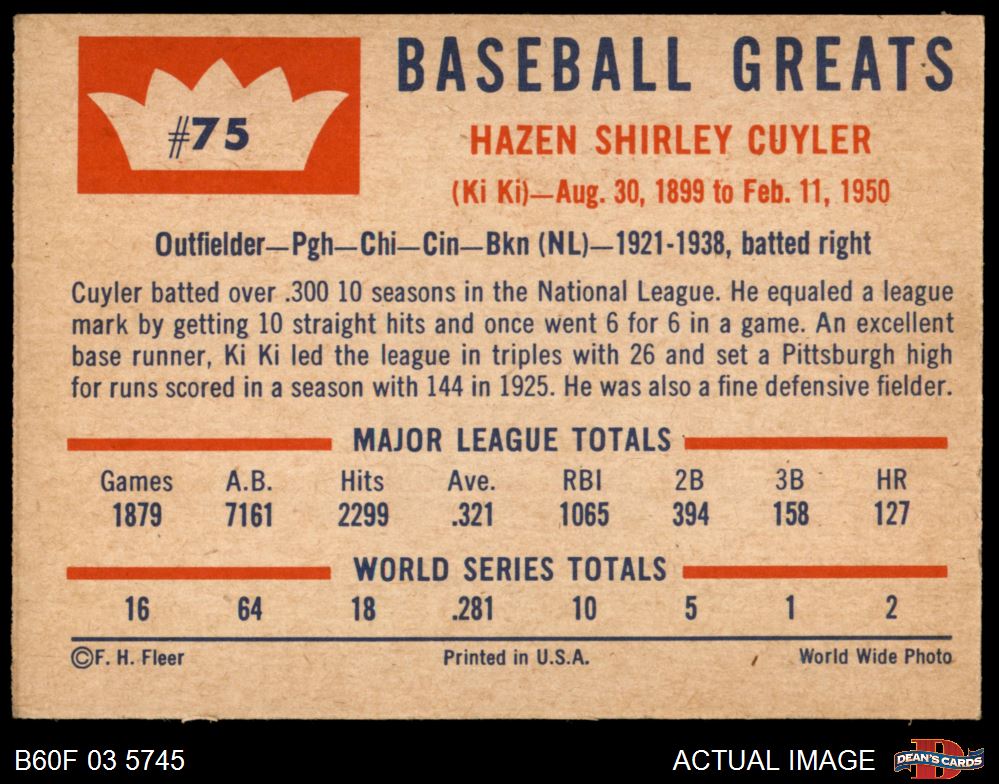 #75
BASEBALL GREATS
HAZEN SHIRLEY CUYLER
(Ki Ki)—Aug. 30, 1899 to Feb. 11, 1950
Outfielder—Pgh—Chi—Cin—Bkn (NL)—1921-1938, batted right
Cuyler batted over .300 10 seasons in the National League. He equaled a league
mark by getting 10 straight hits and once went 6 for 6 in a game. An excellent
base runner, Ki Ki led the league in triples with 26 and set a Pittsburgh high
for runs scored in a season with 144 in 1925. He was also a fine defensive fielder.
MAJOR LEAGUE TOTALS
Games A.B. Hits Ave. RBI 2B 3B HR
1879 7161 2299 .321 1065 394 158 127
WORLD SERIES TOTALS
16 64 18 .281 10 5 1 2
©F. H. Fleer Printed in U.S.A. World Wide Photo
B60F 03 5745 ACTUAL IMAGE DEAN'S CARDS